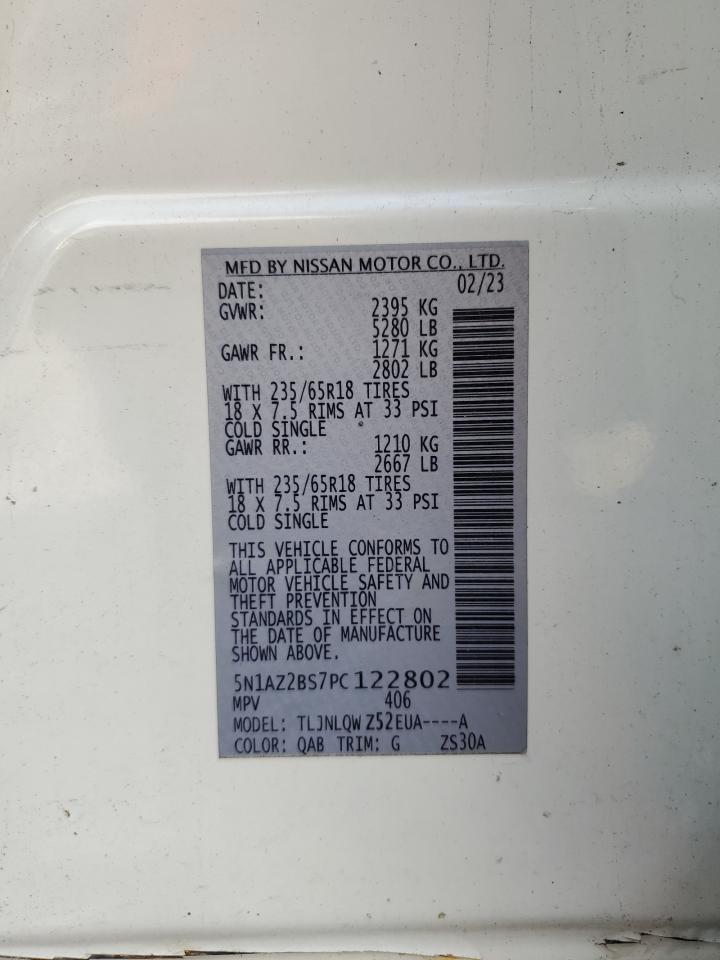 MFD BY NISSAN MOTOR CO., LTD.
DATE: 02/23
GVWR: 2395 KG
5280 LB
GAWR FR.: 1271 KG
2802 LB
WITH 235/65R18 TIRES
18 X 7.5 RIMS AT 33 PSI
COLD SINGLE
GAWR RR.: 1210 KG
2667 LB
WITH 235/65R18 TIRES
18 X 7.5 RIMS AT 33 PSI
COLD SINGLE
THIS VEHICLE CONFORMS TO
ALL APPLICABLE FEDERAL
MOTOR VEHICLE SAFETY AND
THEFT PREVENTION
STANDARDS IN EFFECT ON
THE DATE OF MANUFACTURE
SHOWN ABOVE.
5N1AZ2BS7PC122802
MPV 406
MODEL: TLJNLQW Z52EUA----A
COLOR: QAB TRIM: G ZS30A